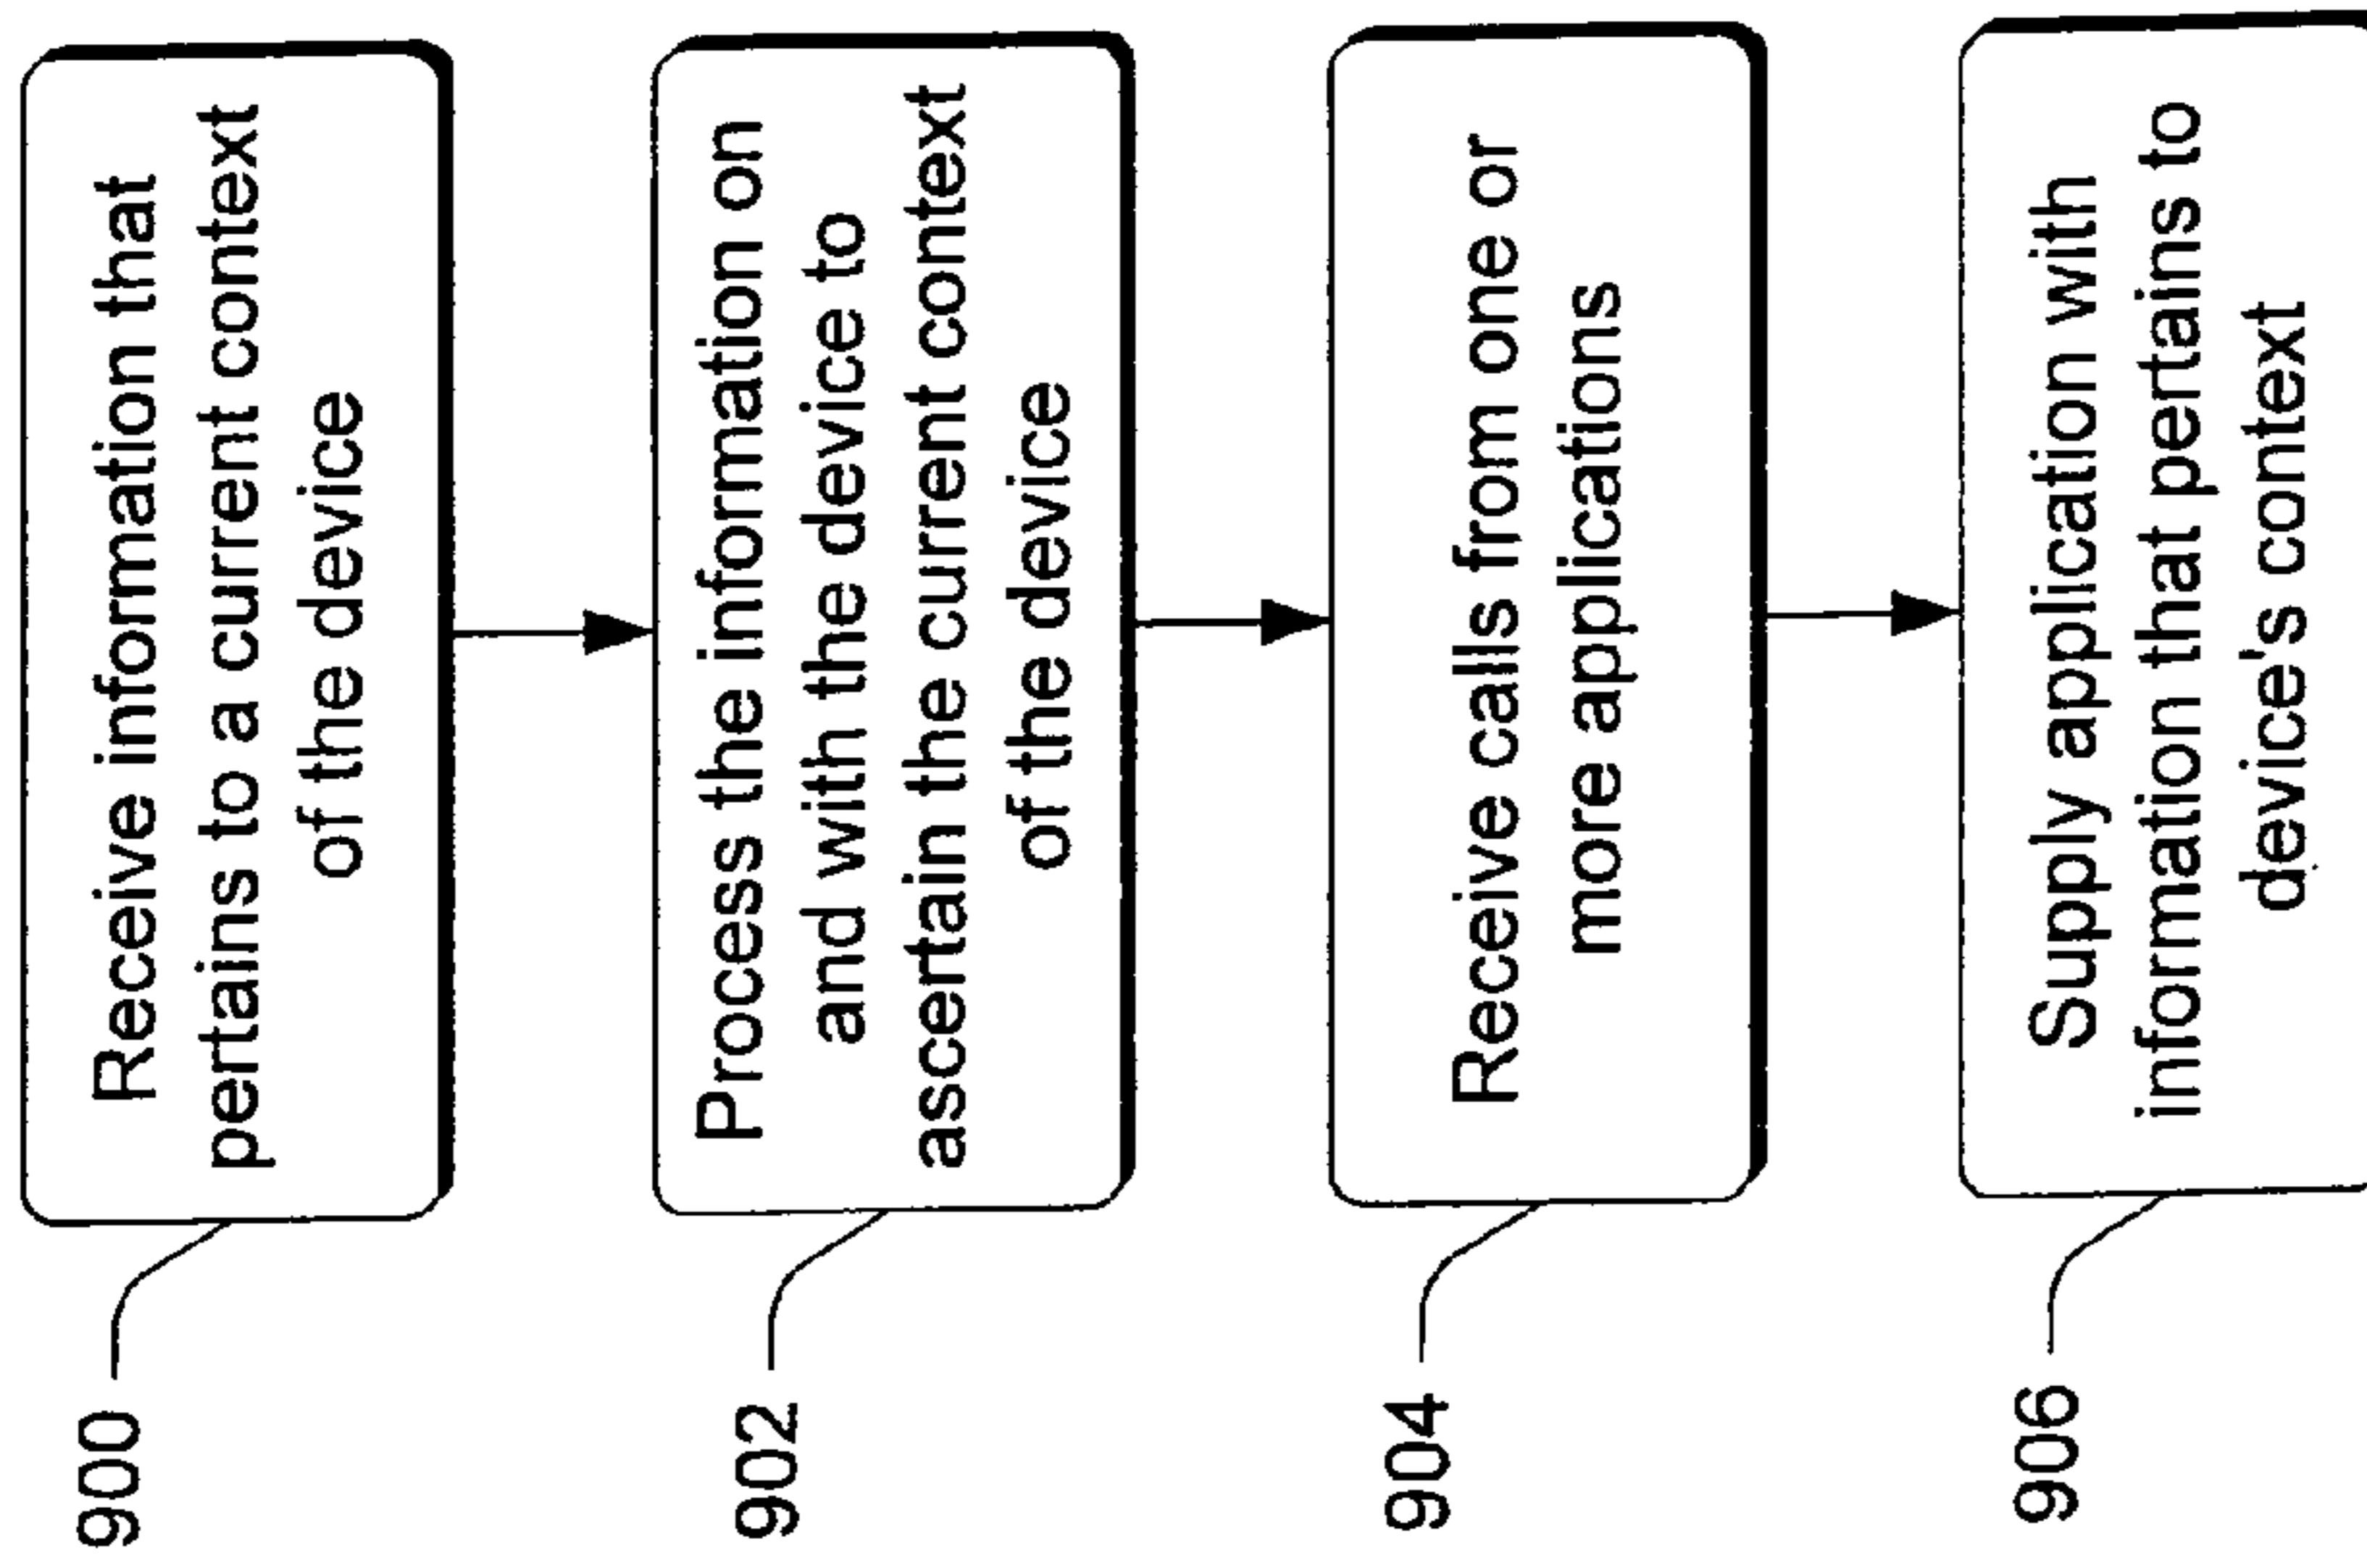 900
Receive information that
pertains to a current context
of the device
902
Process the information on
and with the device to
ascertain the current context
of the device
904
Receive calls from one or
more applications
906
Supply application with
information that pertains to
device's context